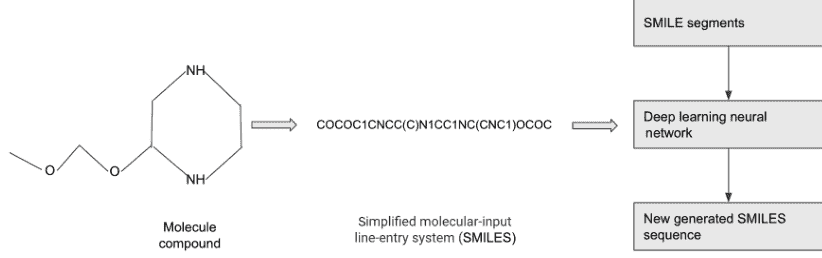 SMILE segments
NH
COCOC1CNCC(C)N1CC1NC(CNC1)OCOC
Deep learning neural
network
O
O
NH
Molecule
compound
Simplified molecular-input
line-entry system (SMILES)
New generated SMILES
sequence